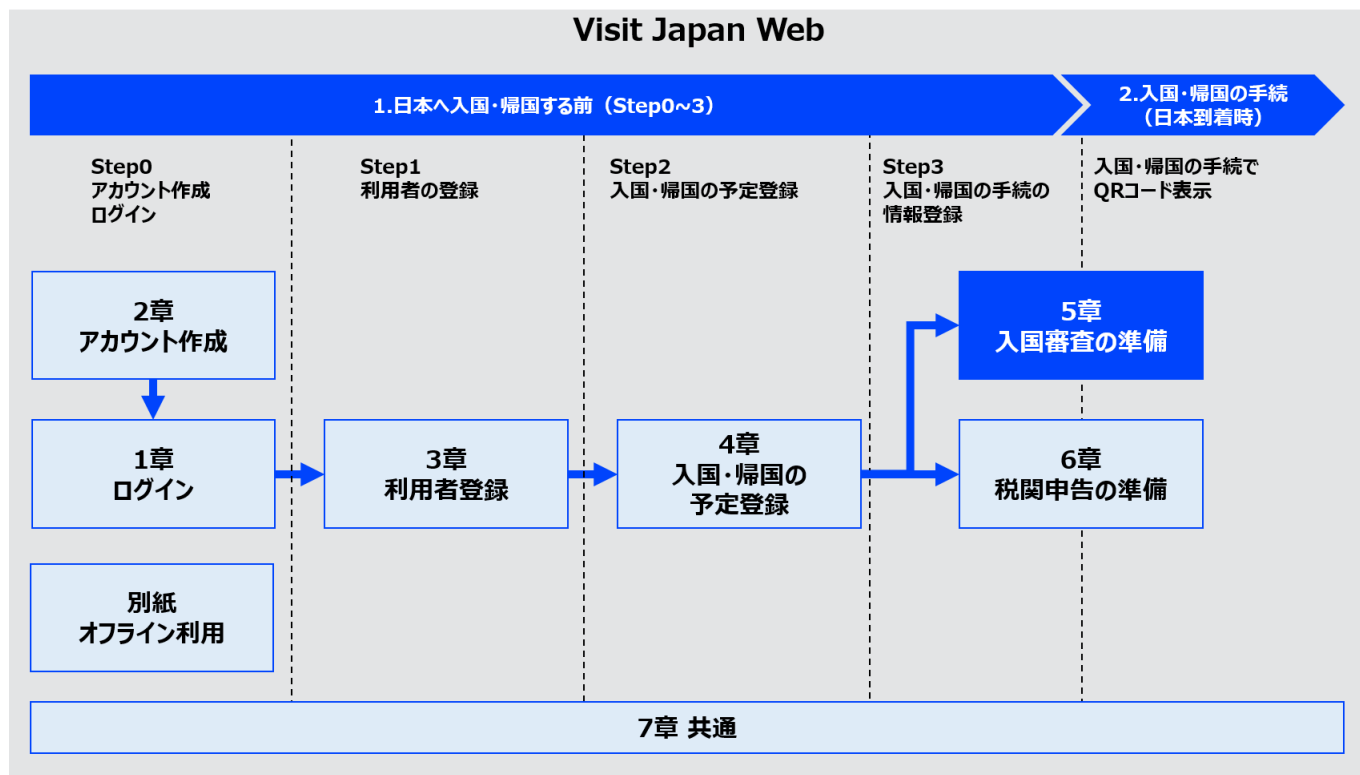 Visit Japan Web
1.日本へ入国・帰国する前（Step0~3）
2.入国・帰国の手続
（日本到着時）
Step0
アカウント作成
ログイン
Step1
利用者の登録
Step2
入国・帰国の予定登録
Step3
入国・帰国の手続の
情報登録
入国・帰国の手続で
QRコード表示
2章
アカウント作成
5章
入国審査の準備
1章
ログイン
3章
利用者登録
4章
入国・帰国の
予定登録
6章
税関申告の準備
別紙
オフライン利用
7章 共通